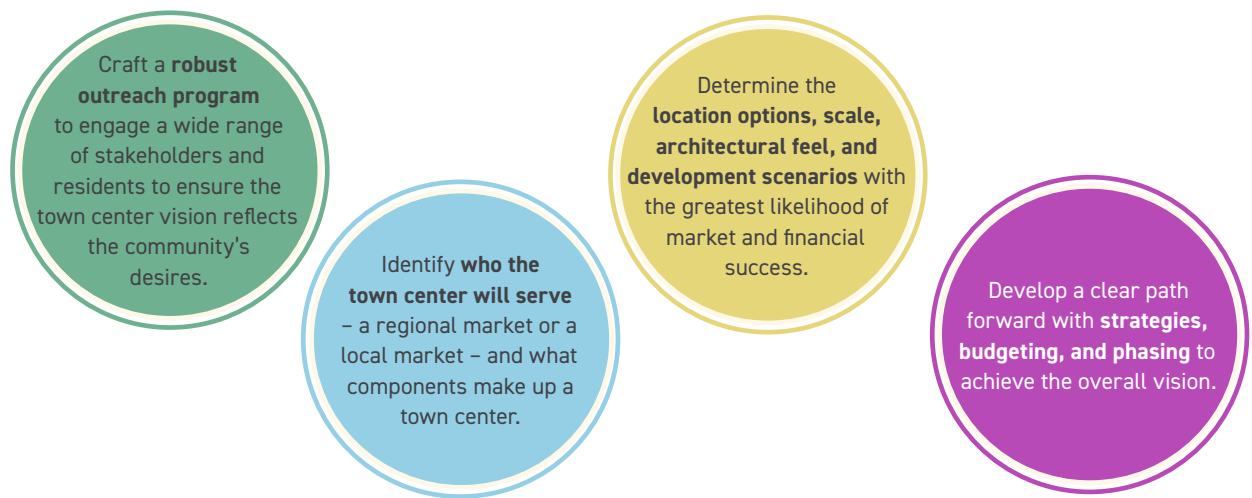 Craft a robust
outreach program
to engage a wide range
of stakeholders and
residents to ensure the
town center vision reflects
the community's
desires.
Identify who the
town center will serve
– a regional market or a
local market – and what
components make up a
town center.
Determine the
location options, scale,
architectural feel, and
development scenarios with
the greatest likelihood of
market and financial
success.
Develop a clear path
forward with strategies,
budgeting, and phasing to
achieve the overall vision.